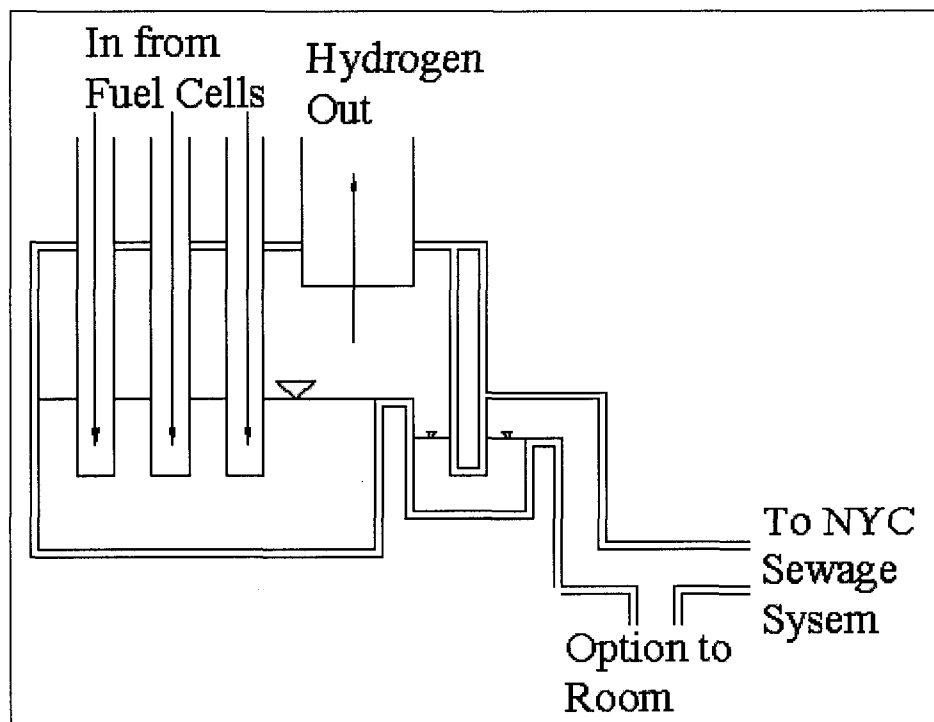 In from
Fuel Cells
Hydrogen
Out
To NYC
Sewage
Sysem
Option to
Room